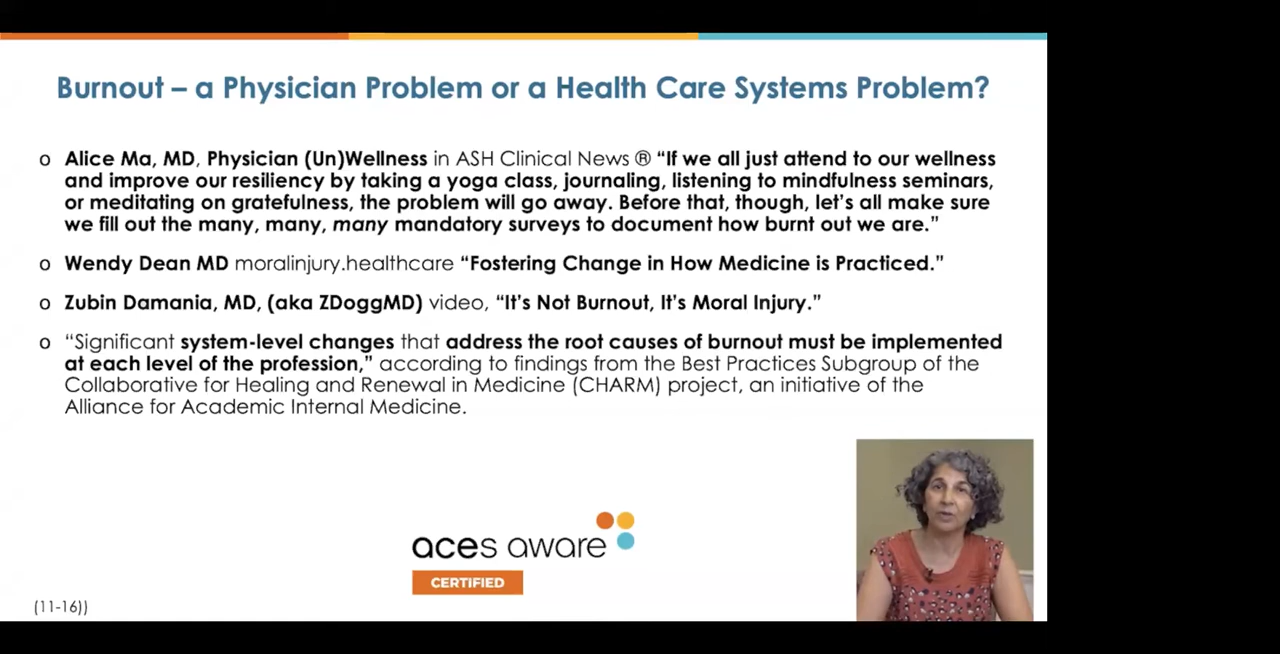 Burnout – a Physician Problem or a Health Care Systems Problem?
o Alice Ma, MD, Physician (Un)Wellness in ASH Clinical News ® “If we all just attend to our wellness
and improve our resiliency by taking a yoga class, journaling, listening to mindfulness seminars,
or meditating on gratefulness, the problem will go away. Before that, though, let’s all make sure
we fill out the many, many, many mandatory surveys to document how burnt out we are.”
o Wendy Dean MD moralinjury.healthcare “Fostering Change in How Medicine is Practiced.”
o Zubin Damania, MD, (aka ZDoggMD) video, “It’s Not Burnout, It’s Moral Injury.”
o “Significant system-level changes that address the root causes of burnout must be implemented
at each level of the profession,” according to findings from the Best Practices Subgroup of the
Collaborative for Healing and Renewal in Medicine (CHARM) project, an initiative of the
Alliance for Academic Internal Medicine.
aces aware
CERTIFIED
(11-16))